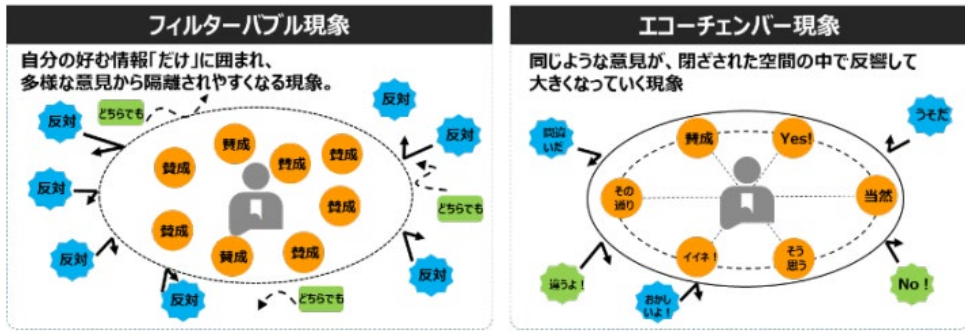 フィルターバブル現象
自分の好む情報「だけ」に囲まれ、
多様な意見から隔離されやすくなる現象。
反対
どちらでも
反対
反対
賛成
賛成
賛成
賛成
反対
賛成
どちらでも
賛成
賛成
賛成
反対
反対
反対
どちらでも
エコーチェンバー現象
同じような意見が、閉ざされた空間の中で反響して
大きくなっていく現象
間違
いだ
賛成
Yes!
うそだ
その
通り
当然
イイネ！
そう
思う
違うよ！
おかし
いよ！
No！